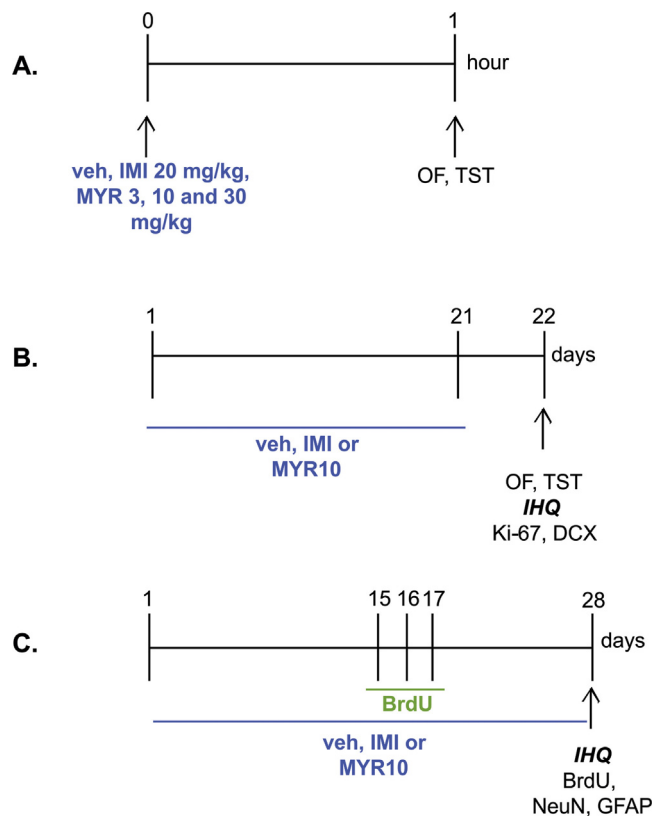 A.
0 1
hour
veh, IMI 20 mg/kg,
MYR 3, 10 and 30
mg/kg
OF, TST
B.
1 21 22
days
veh, IMI or
MYR10
OF, TST
IHQ
Ki-67, DCX
C.
1 15 16 17 28
days
BrdU
veh, IMI or
MYR10
IHQ
BrdU,
NeuN, GFAP